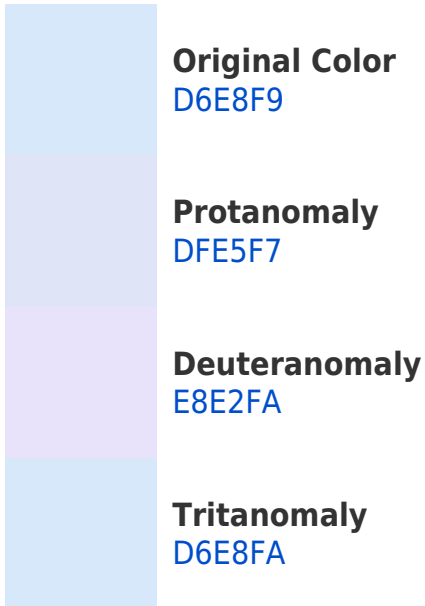 Original Color
D6E8F9
Protanomaly
DFE5F7
Deuteranomaly
E8E2FA
Tritanomaly
D6E8FA